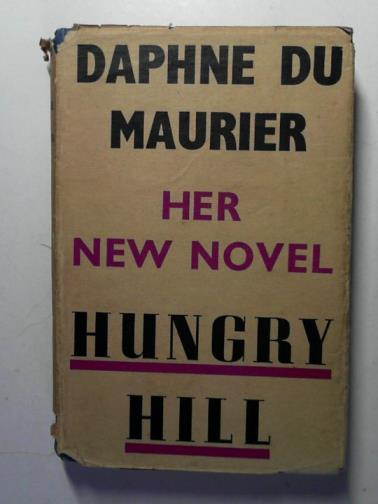 DAPHNE DU
MAURIER
HER
NEW NOVEL
HUNGRY
HILL